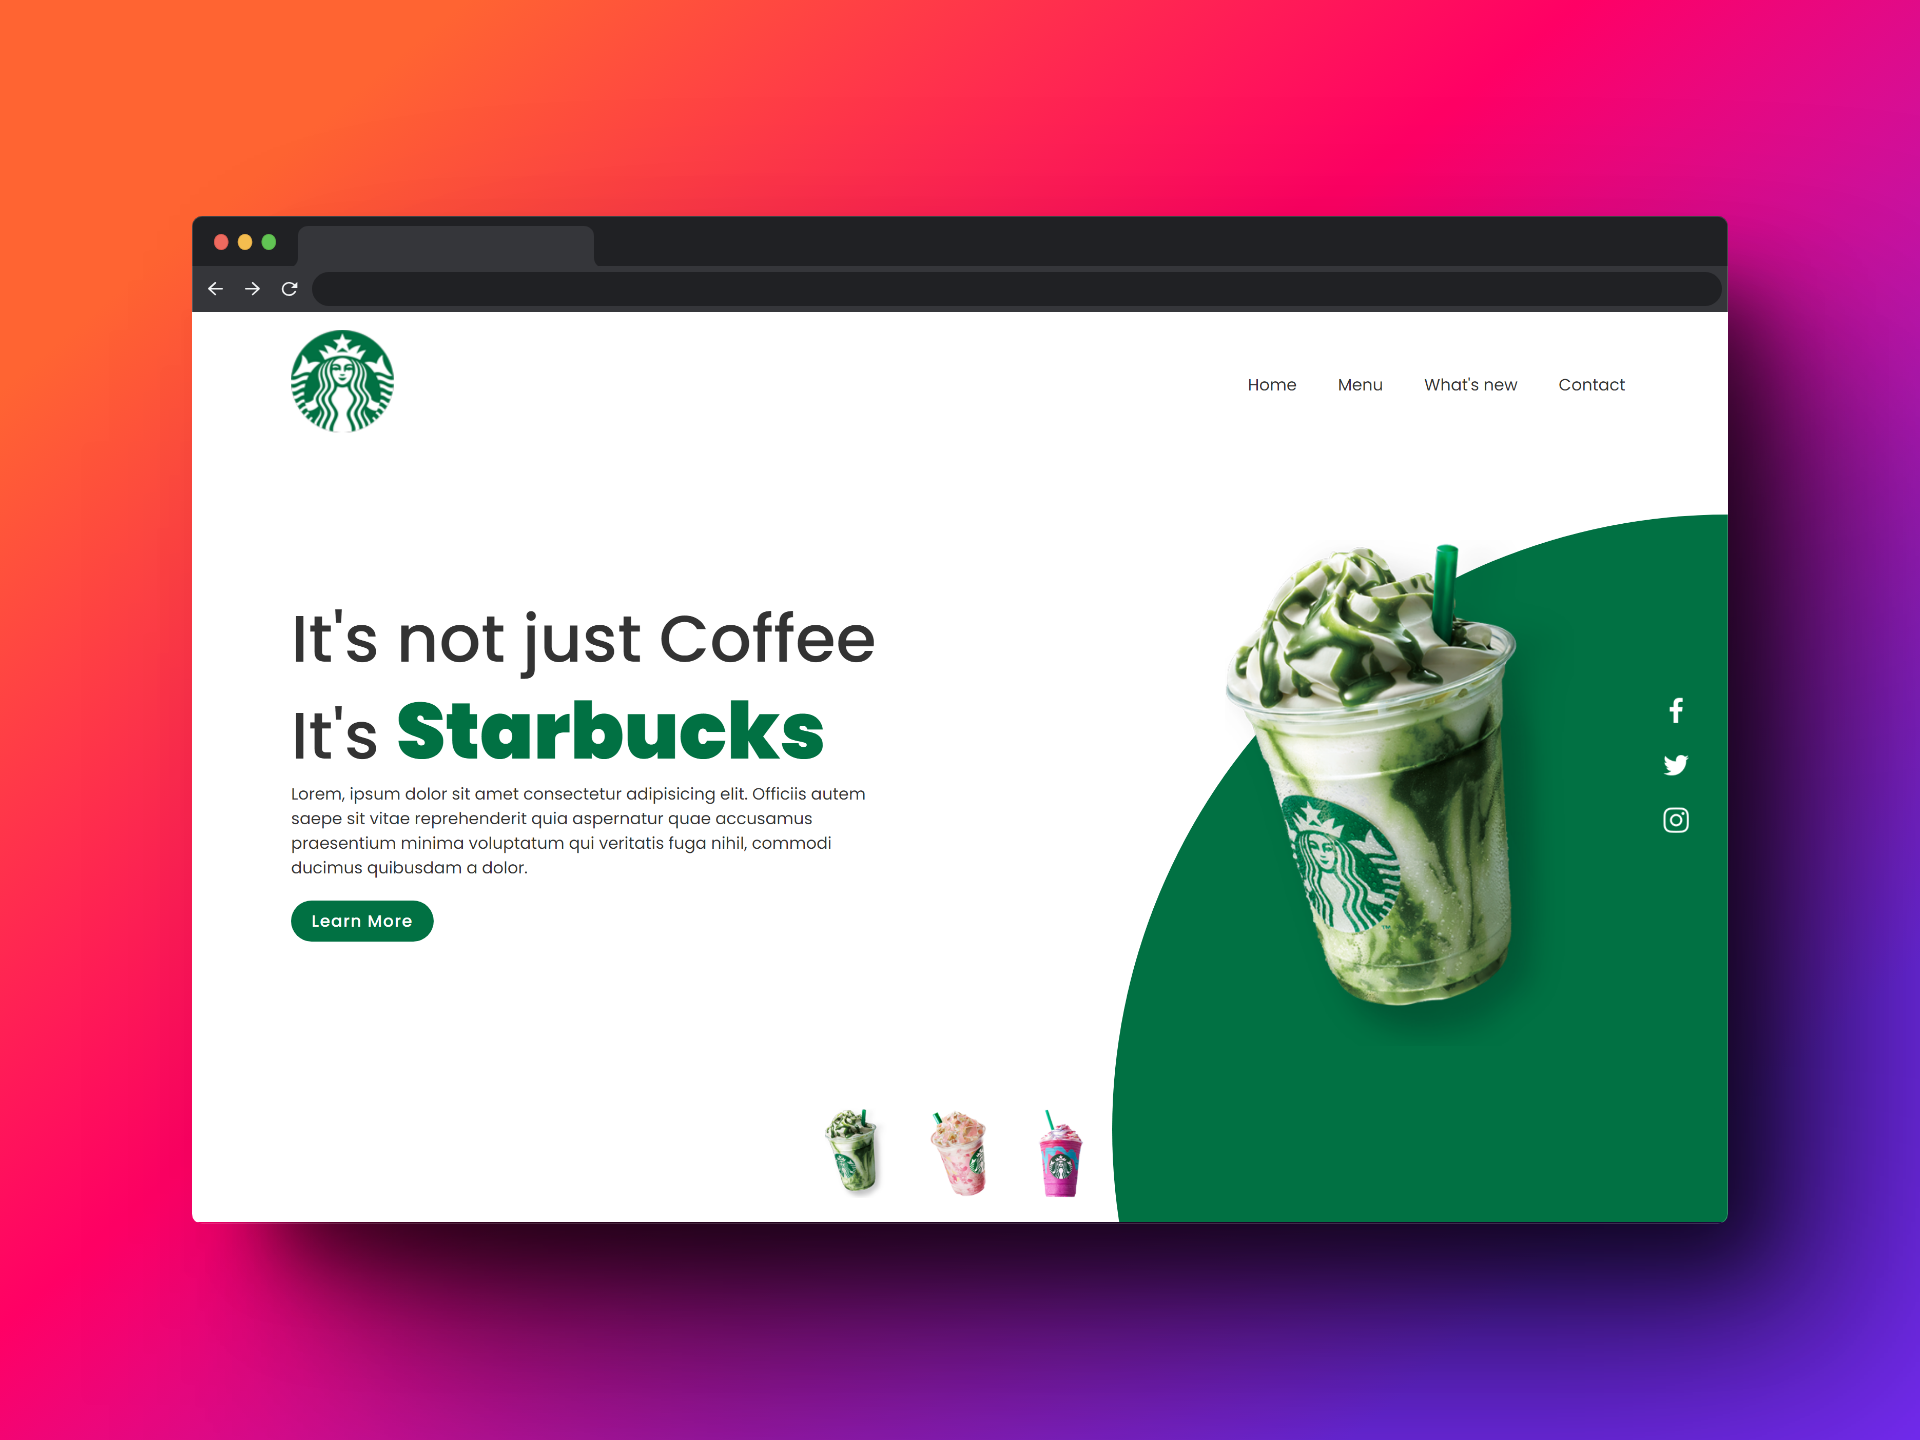 Home Menu What's new Contact
It's not just Coffee
It's Starbucks
Lorem, ipsum dolor sit amet consectetur adipisicing elit. Officiis autem
saepe sit vitae reprehenderit quia aspernatur quae accusamus
praesentium minima voluptatum qui veritatis fuga nihil, commodi
ducimus quibusdam a dolor.
Learn More
TM